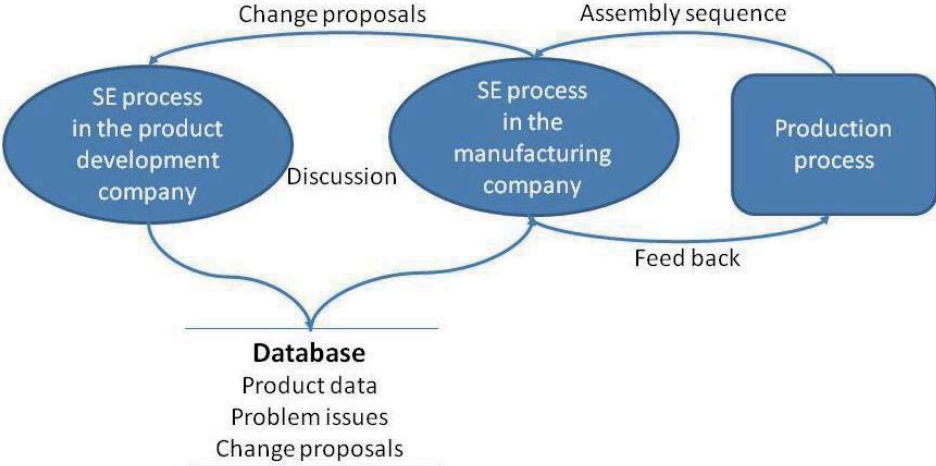 Change proposals
Assembly sequence
SE process
in the product
development
company
SE process
in the
manufacturing
company
Production
process
Discussion
Feed back
Database
Product data
Problem issues
Change proposals